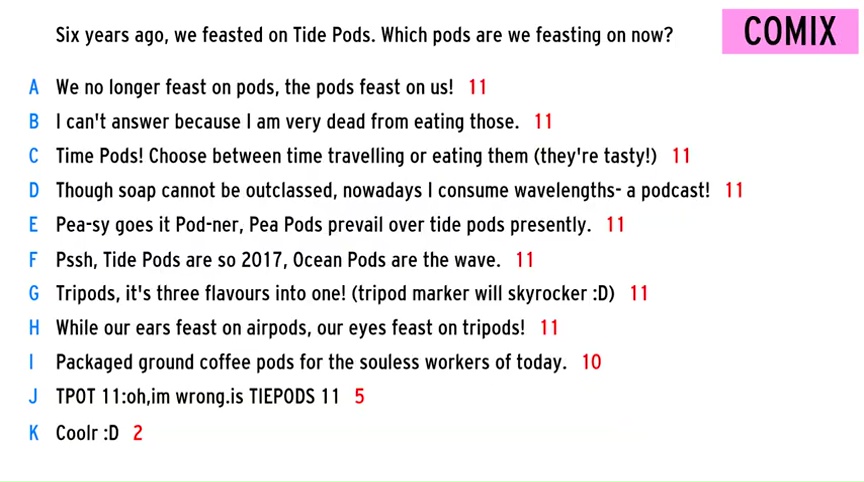 Six years ago, we feasted on Tide Pods. Which pods are we feasting on now?
COMIX
A We no longer feast on pods, the pods feast on us! 11
B I can't answer because I am very dead from eating those. 11
C Time Pods! Choose between time travelling or eating them (they're tasty!) 11
D Though soap cannot be outclassed, nowadays I consume wavelengths- a podcast! 11
E Pea-sy goes it Pod-ner, Pea Pods prevail over tide pods presently. 11
F Pssh, Tide Pods are so 2017, Ocean Pods are the wave. 11
G Tripods, it's three flavours into one! (tripod marker will skyrocker :D) 11
H While our ears feast on airpods, our eyes feast on tripods! 11
I Packaged ground coffee pods for the souless workers of today. 10
J TPOT 11:oh,im wrong.is TIEPODS 11 5
K Coolr :D 2